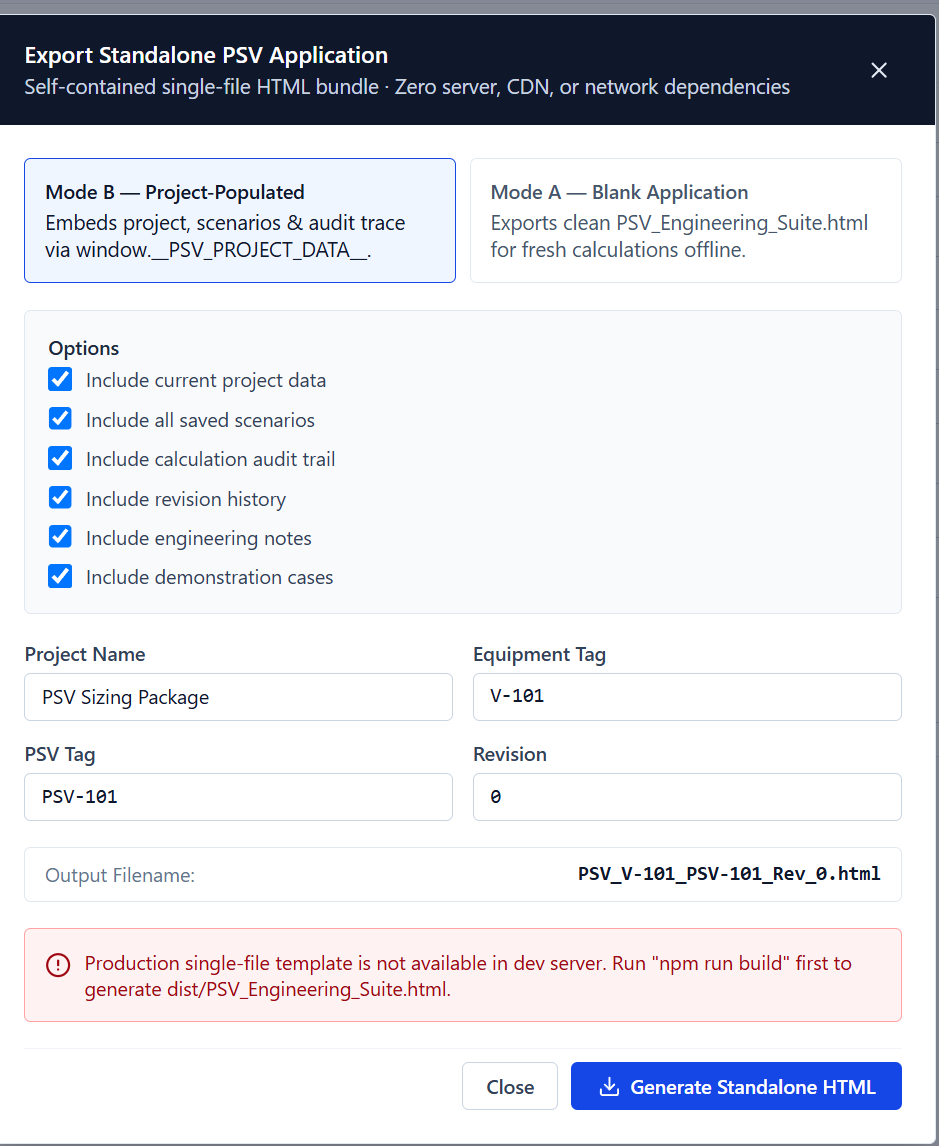 Export Standalone PSV Application
Self-contained single-file HTML bundle · Zero server, CDN, or network dependencies
Mode B — Project-Populated
Embeds project, scenarios & audit trace
via window.__PSV_PROJECT_DATA__.
Mode A — Blank Application
Exports clean PSV_Engineering_Suite.html
for fresh calculations offline.
Options
Include current project data
Include all saved scenarios
Include calculation audit trail
Include revision history
Include engineering notes
Include demonstration cases
Project Name
PSV Sizing Package
Equipment Tag
V-101
PSV Tag
PSV-101
Revision
0
Output Filename:
PSV_V-101_PSV-101_Rev_0.html
Production single-file template is not available in dev server. Run "npm run build" first to
generate dist/PSV_Engineering_Suite.html.
Close
Generate Standalone HTML